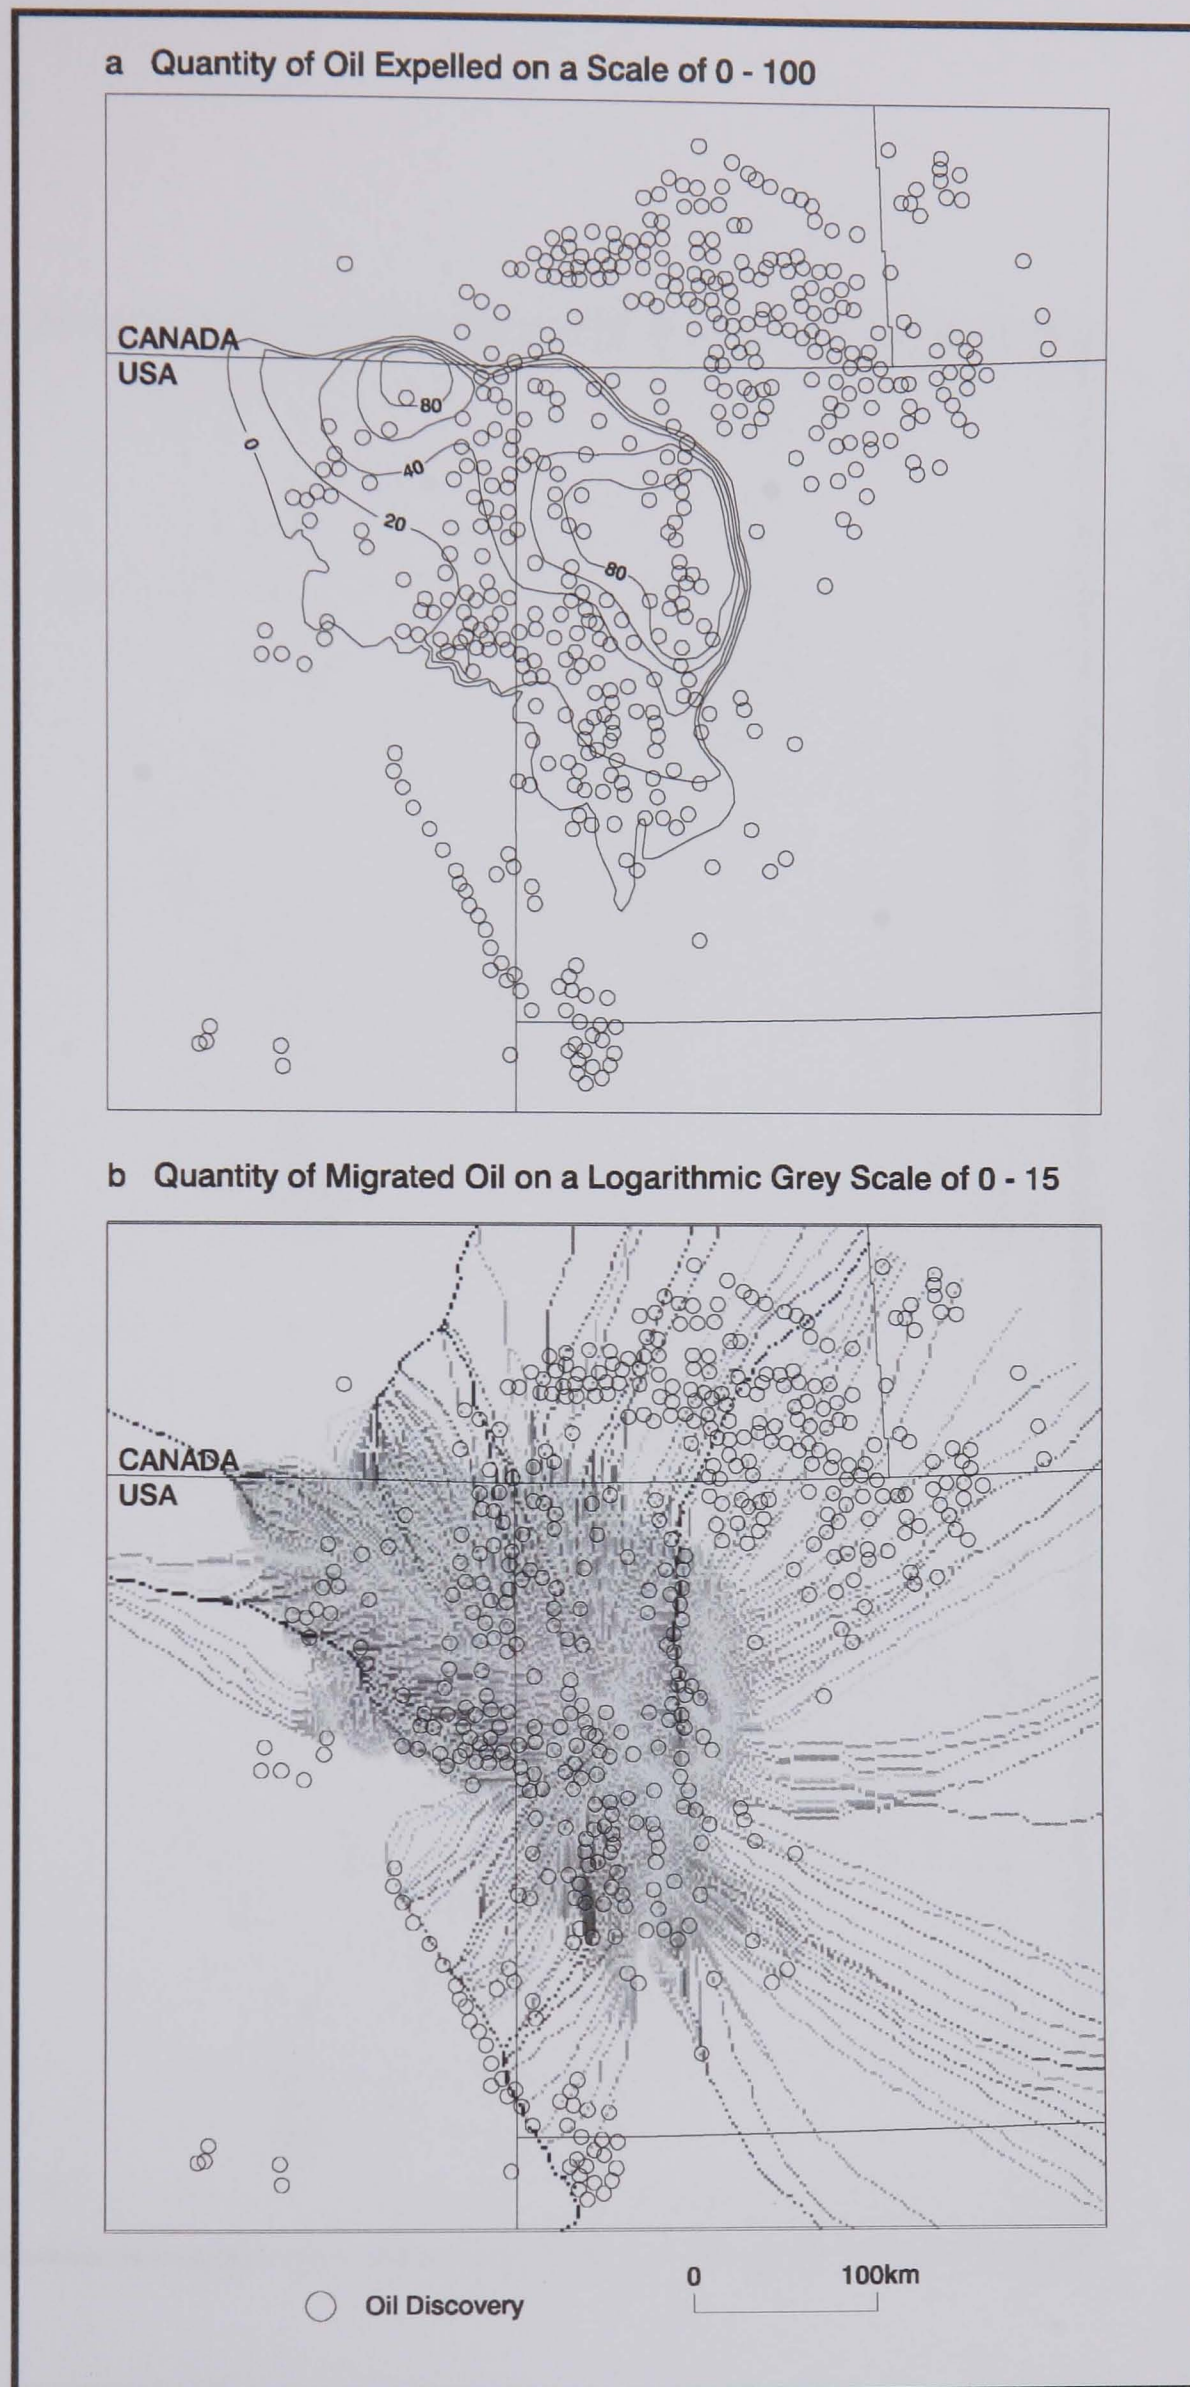 a Quantity of Oil Expelled on a Scale of 0 - 100
CANADA
USA
80
0
40
20
80
b Quantity of Migrated Oil on a Logarithmic Grey Scale of 0 - 15
CANADA
USA
0 100km
Oil Discovery